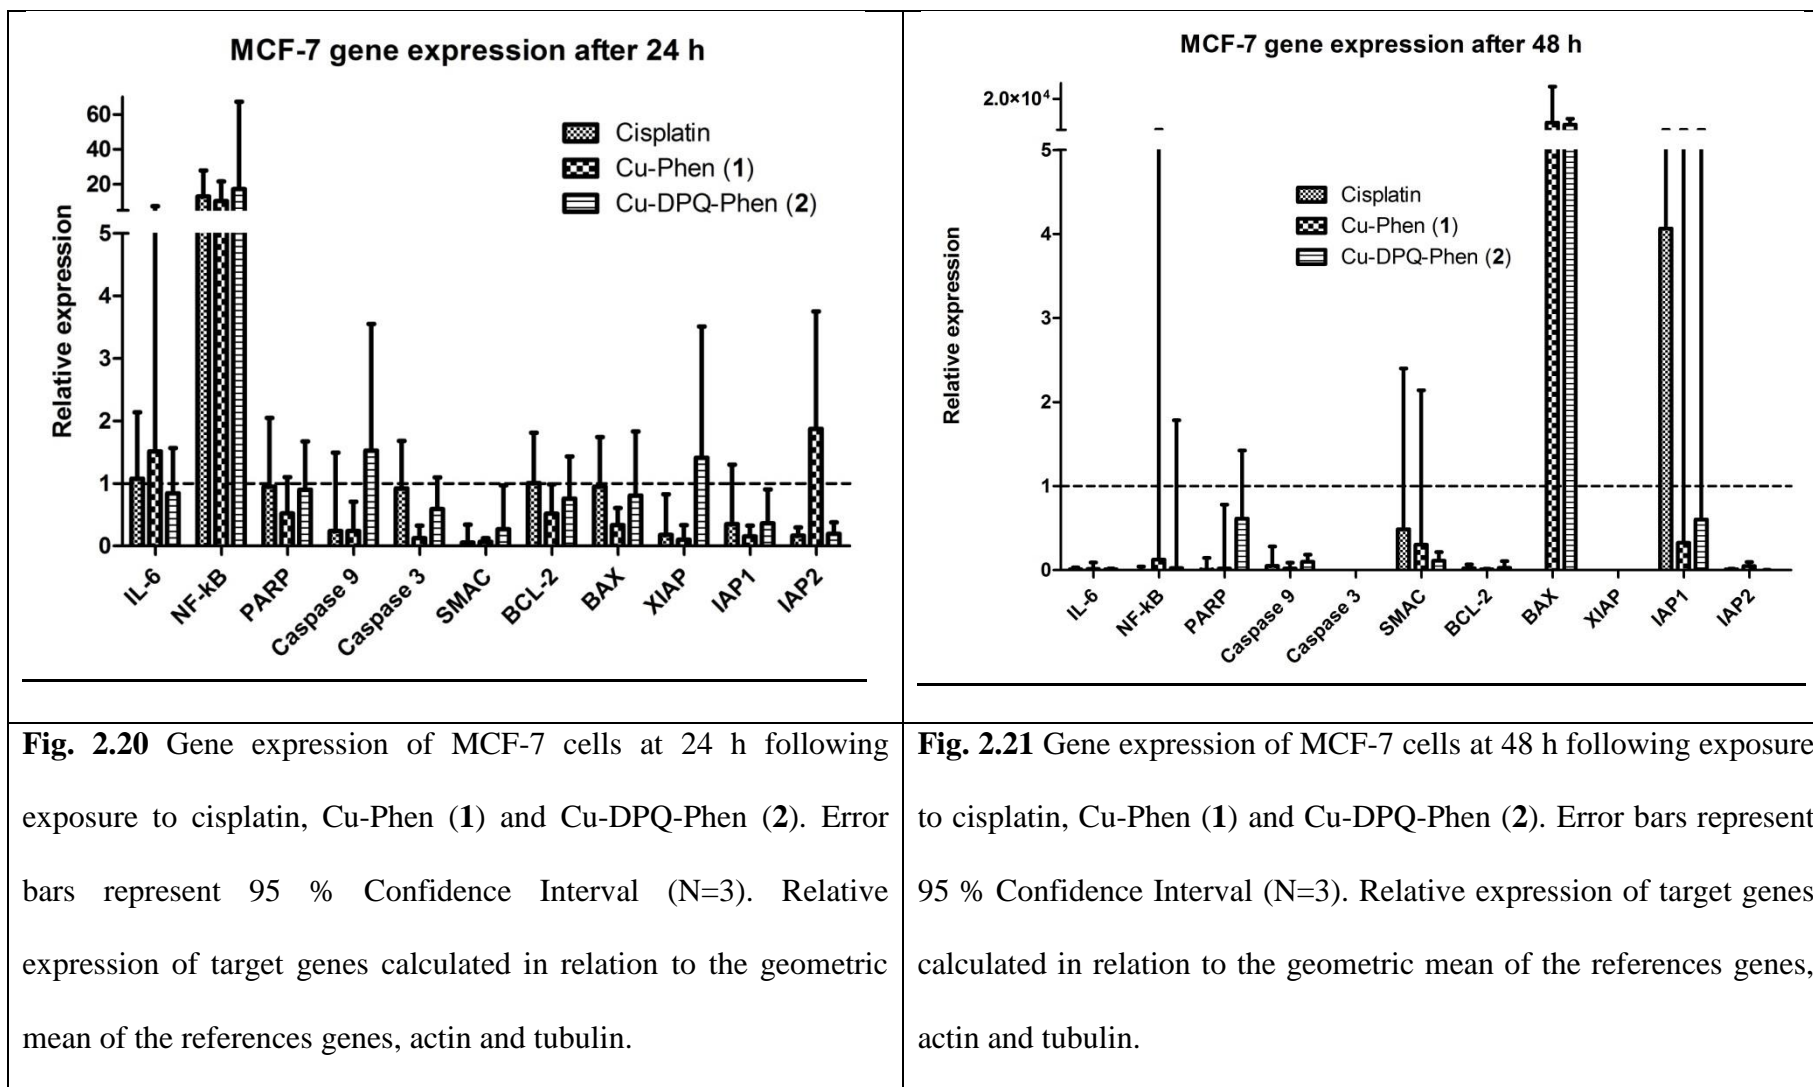 MCF-7 gene expression after 24 h
60
40
20
5
4
3
2
1
0
Relative expression
Cisplatin
Cu-Phen (1)
Cu-DPQ-Phen (2)
IL-6
NF-kB
PARP
Caspase 9
Caspase 3
SMAC
BCL-2
BAX
XIAP
IAP1
IAP2
Fig. 2.20 Gene expression of MCF-7 cells at 24 h following
exposure to cisplatin, Cu-Phen (1) and Cu-DPQ-Phen (2). Error
bars represent 95 % Confidence Interval (N=3). Relative
expression of target genes calculated in relation to the geometric
mean of the references genes, actin and tubulin.
MCF-7 gene expression after 48 h
2.0×10⁴
5
4
3
2
1
0
Relative expression
Cisplatin
Cu-Phen (1)
Cu-DPQ-Phen (2)
IL-6
NF-kB
PARP
Caspase 9
Caspase 3
SMAC
BCL-2
BAX
XIAP
IAP1
IAP2
Fig. 2.21 Gene expression of MCF-7 cells at 48 h following exposure
to cisplatin, Cu-Phen (1) and Cu-DPQ-Phen (2). Error bars represent
95 % Confidence Interval (N=3). Relative expression of target genes
calculated in relation to the geometric mean of the references genes,
actin and tubulin.